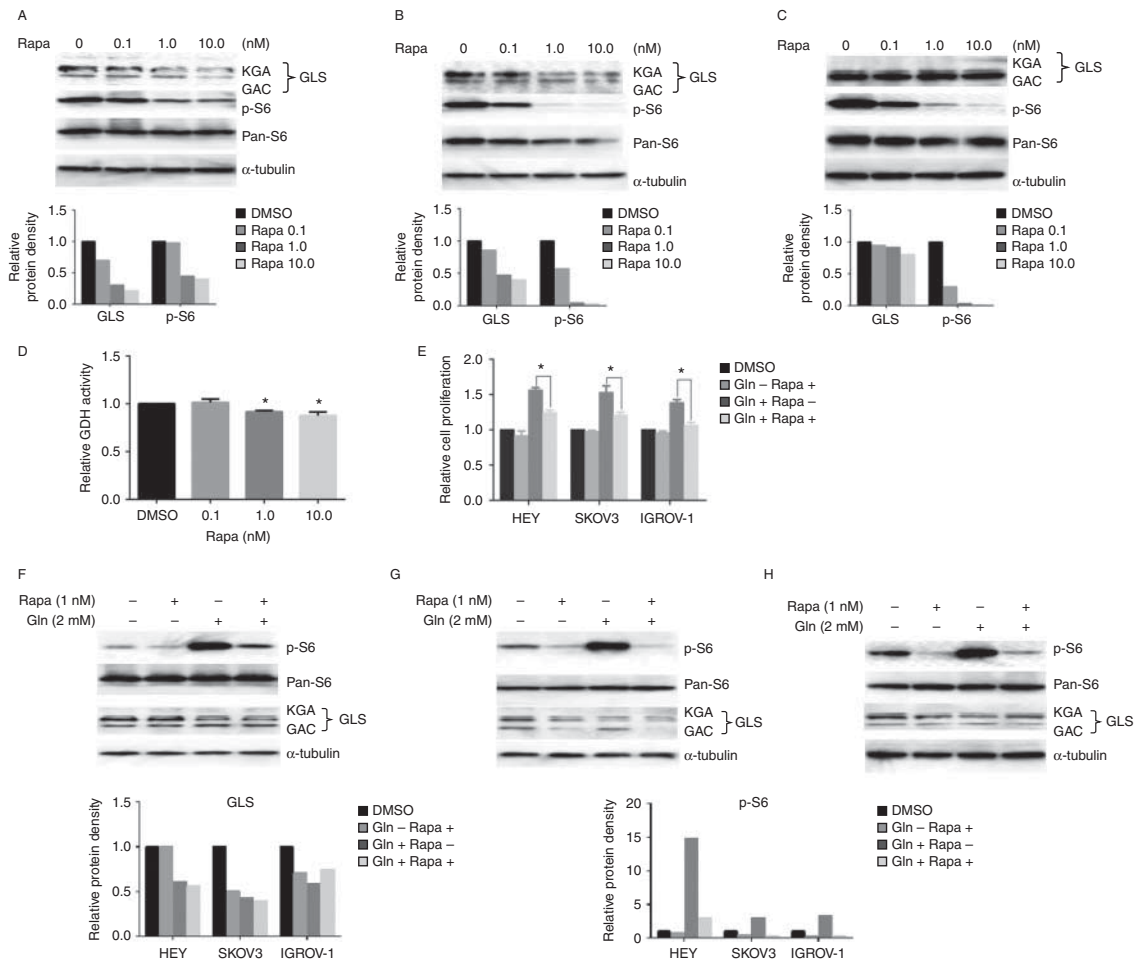 A
Rapa 0 0.1 1.0 10.0 (nM)
KGA
GAC
GLS
p-S6
Pan-S6
α-tubulin
Relative protein density
1.5
1.0
0.5
0.0
GLS p-S6
DMSO
Rapa 0.1
Rapa 1.0
Rapa 10.0
B
Rapa 0 0.1 1.0 10.0 (nM)
KGA
GAC
GLS
p-S6
Pan-S6
α-tubulin
Relative protein density
1.5
1.0
0.5
0.0
GLS p-S6
DMSO
Rapa 0.1
Rapa 1.0
Rapa 10.0
C
Rapa 0 0.1 1.0 10.0 (nM)
KGA
GAC
GLS
p-S6
Pan-S6
α-tubulin
Relative protein density
1.5
1.0
0.5
0.0
GLS p-S6
DMSO
Rapa 0.1
Rapa 1.0
Rapa 10.0
D
Relative GDH activity
1.5
1.0
0.5
0.0
* *
DMSO 0.1 1.0 10.0
Rapa (nM)
E
Relative cell proliferation
2.0
1.5
1.0
0.5
0.0
* * *
HEY SKOV3 IGROV-1
DMSO
Gln – Rapa +
Gln + Rapa –
Gln + Rapa +
F
Rapa (1 nM) – + – +
Gln (2 mM) – – + +
p-S6
Pan-S6
KGA
GAC
GLS
α-tubulin
G
Rapa (1 nM) – + – +
Gln (2 mM) – – + +
p-S6
Pan-S6
KGA
GAC
GLS
α-tubulin
H
Rapa (1 nM) – + – +
Gln (2 mM) – – + +
p-S6
Pan-S6
KGA
GAC
GLS
α-tubulin
GLS
Relative protein density
1.5
1.0
0.5
0.0
HEY SKOV3 IGROV-1
DMSO
Gln – Rapa +
Gln + Rapa –
Gln + Rapa +
p-S6
Relative protein density
20
15
10
5
0
HEY SKOV3 IGROV-1
DMSO
Gln – Rapa +
Gln + Rapa –
Gln + Rapa +